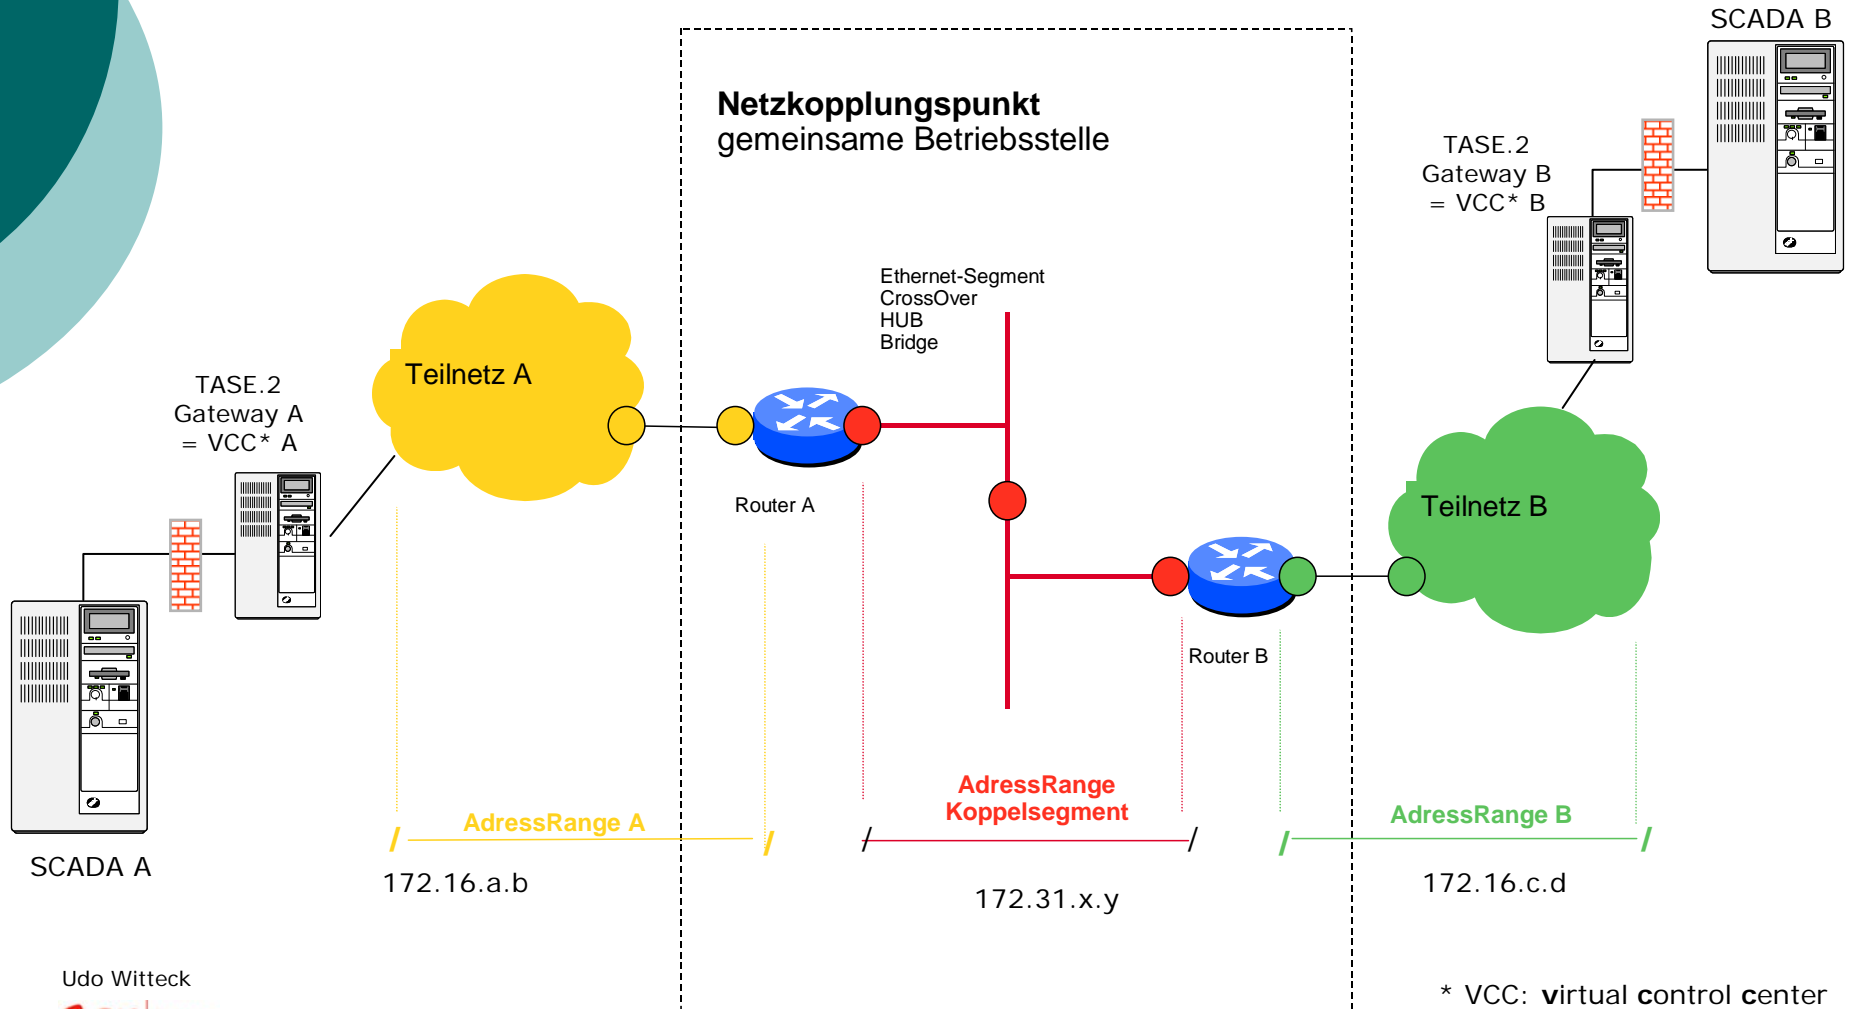 SCADA B
Netzkopplungspunkt
gemeinsame Betriebsstelle
TASE.2
Gateway B
= VCC* B
Ethernet-Segment
CrossOver
HUB
Bridge
Teilnetz A
TASE.2
Gateway A
= VCC* A
Router A
Teilnetz B
Router B
AdressRange
Koppelsegment
AdressRange A
AdressRange B
SCADA A
172.16.a.b
172.31.x.y
172.16.c.d
Udo Witteck
* VCC: virtual control center